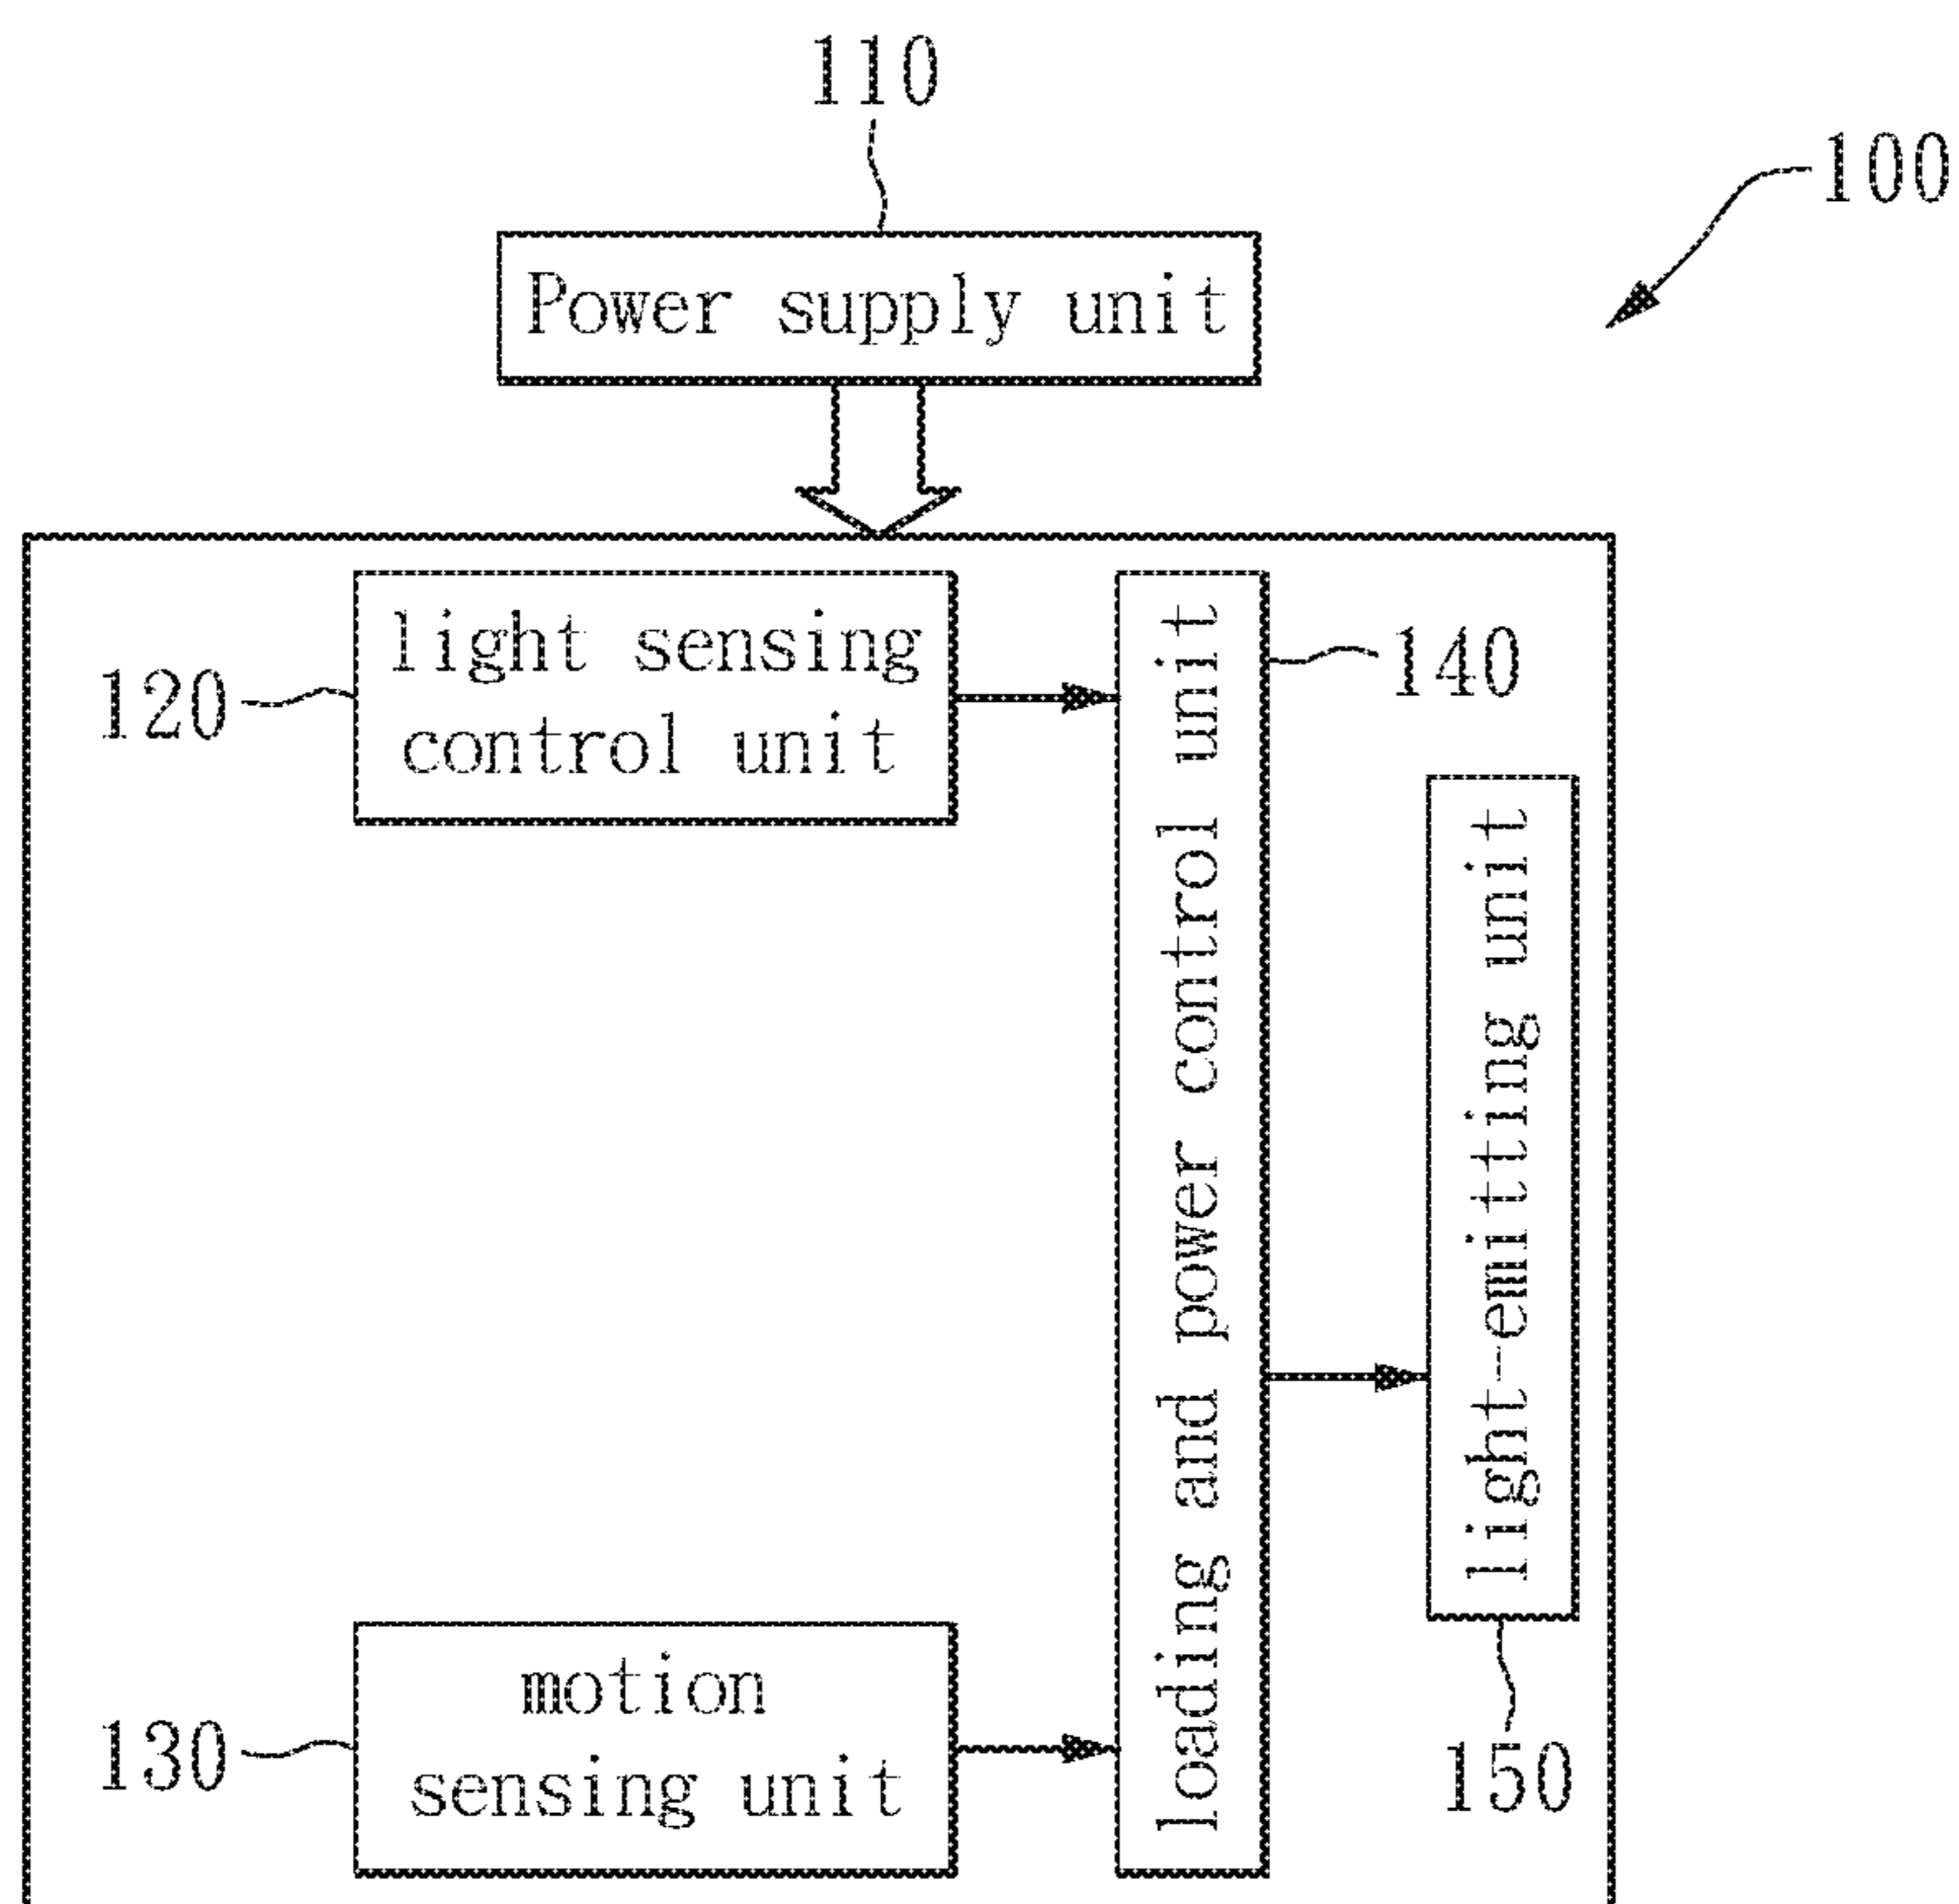 110
100
Power supply unit
light sensing
control unit
120
140
loading and power control unit
light-emitting unit
motion
sensing unit
130
150